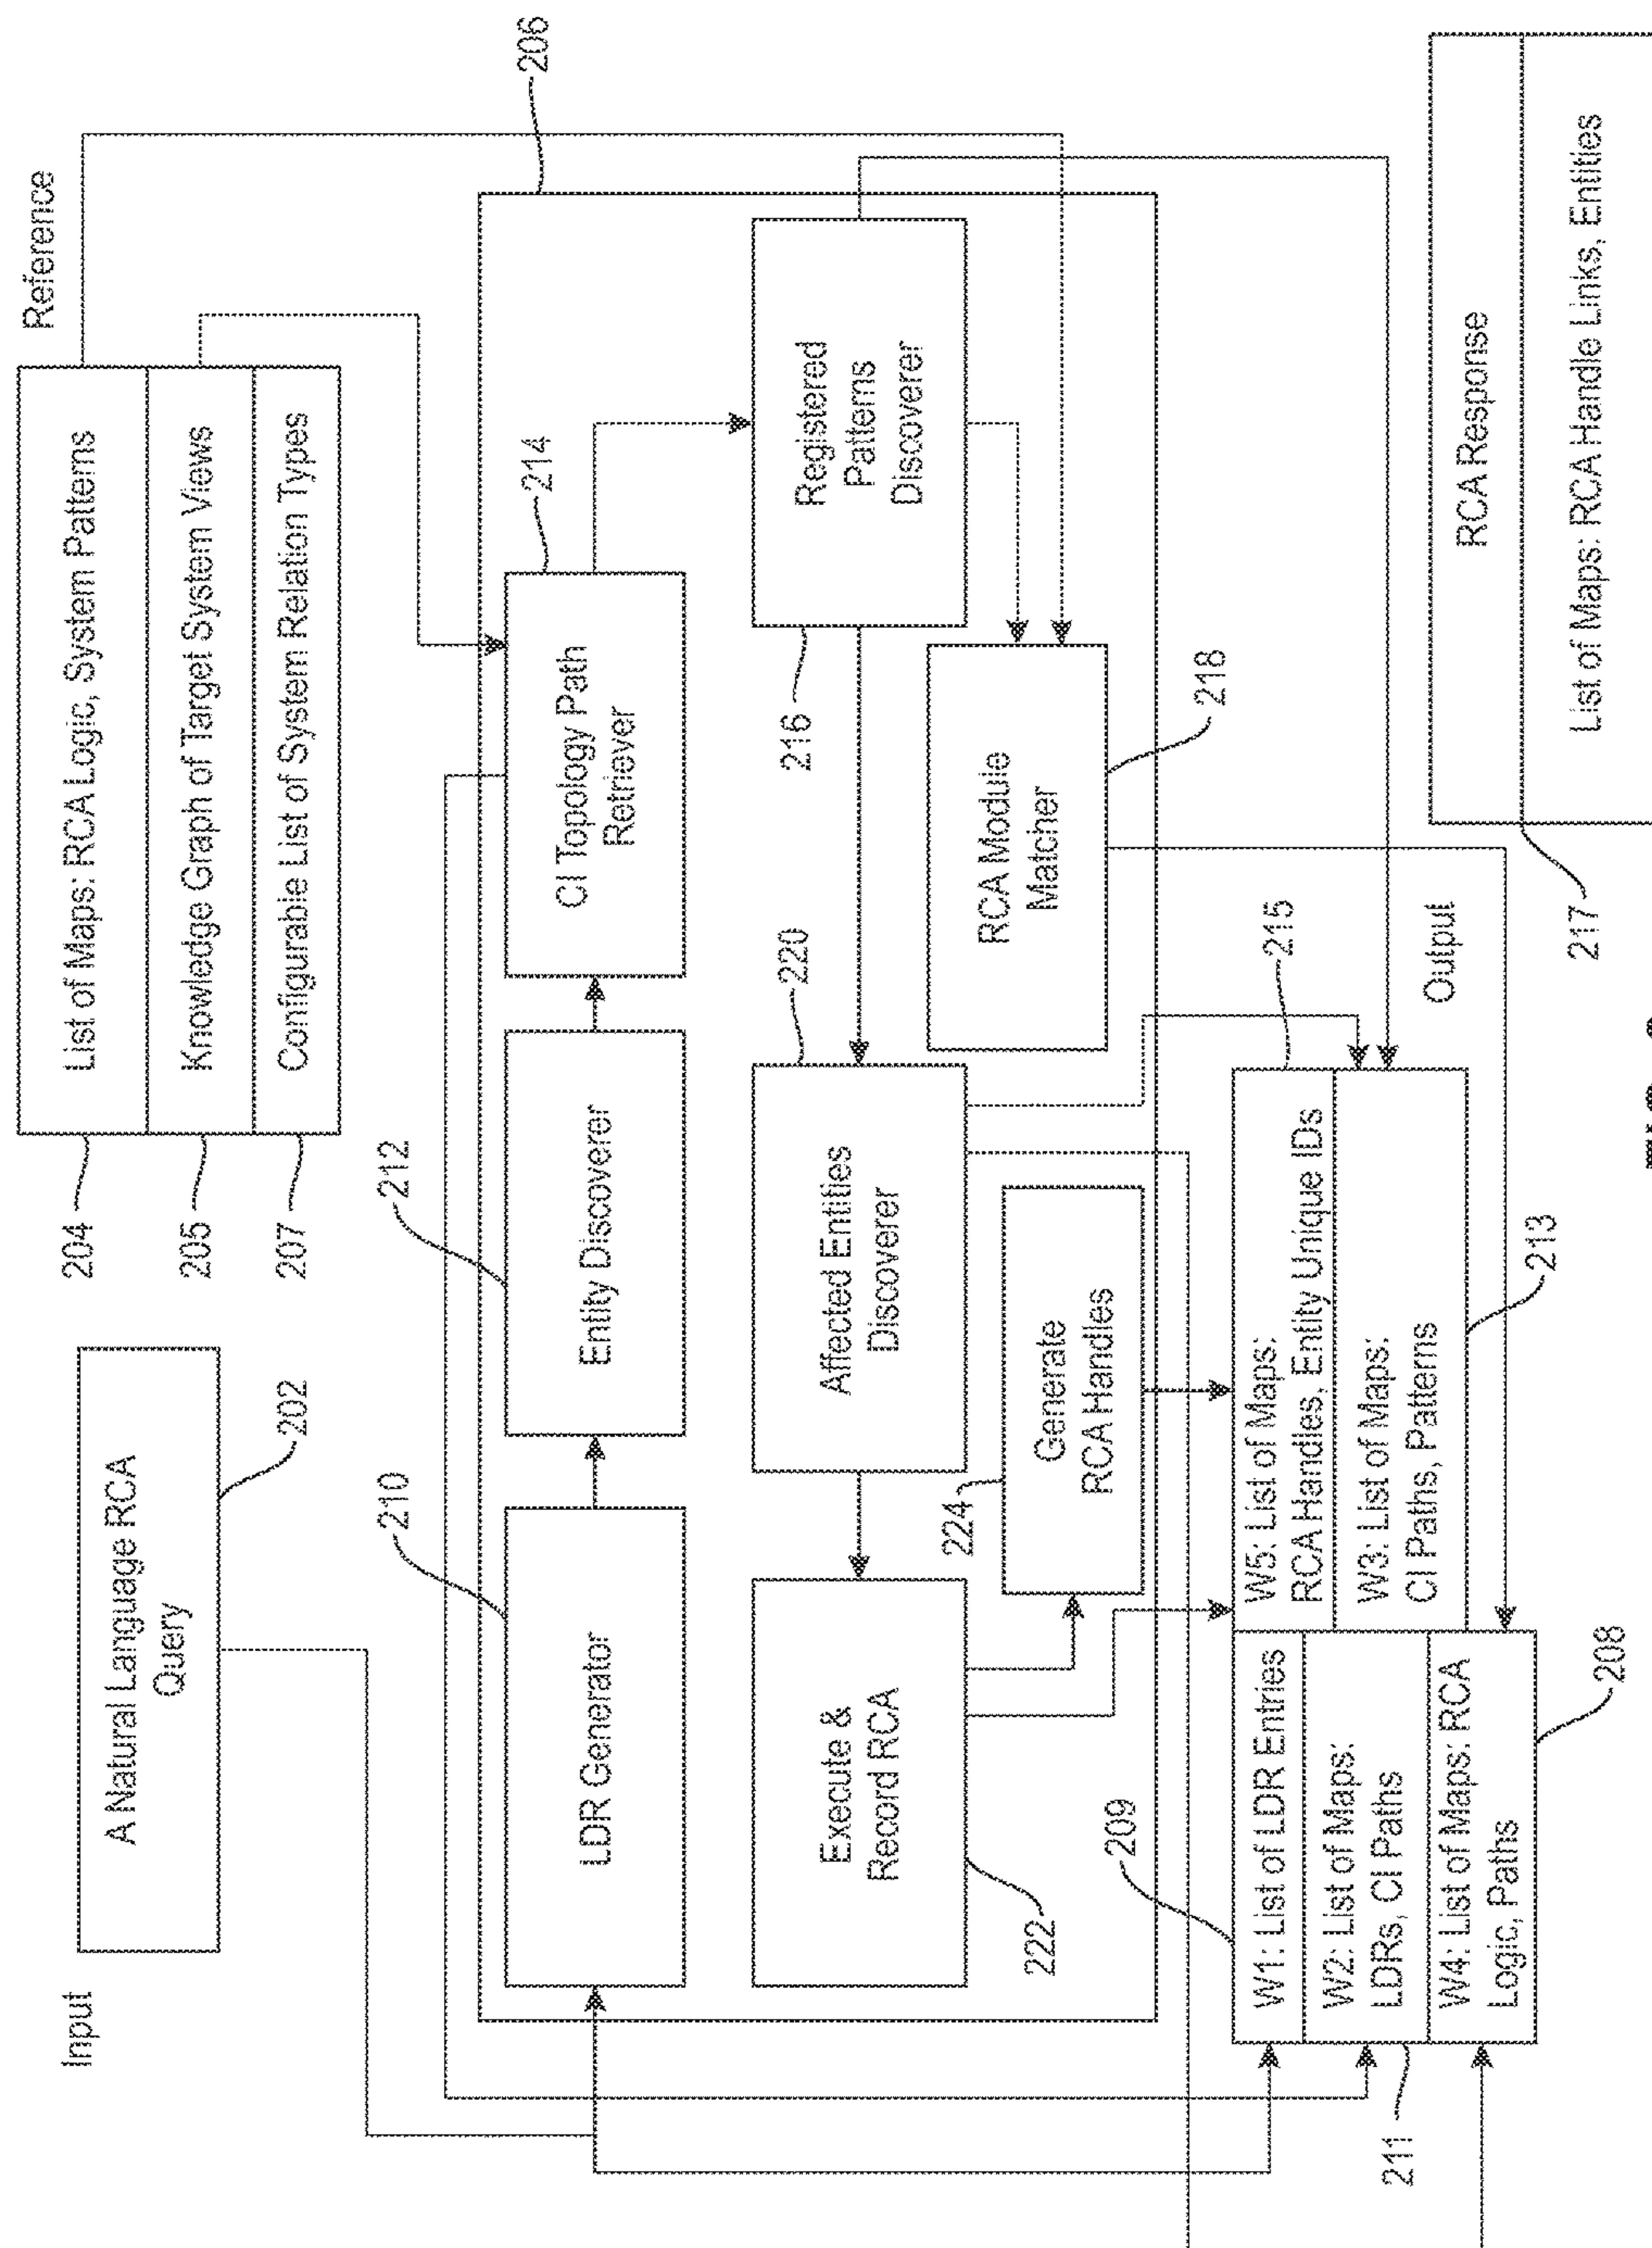 Input
A Natural Language RCA
Query
202
Reference
List of Maps: RCA Logic, System Patterns
Knowledge Graph of Target System Views
Configurable List of System Relation Types
204
205
207
206
210
LDR Generator
212
Entity Discoverer
214
CI Topology Path
Retriever
Execute &
Record RCA
222
220
Affected Entities
Discoverer
216
Registered
Patterns
Discoverer
224
Generate
RCA Handles
RCA Module
Matcher
218
209
W1: List of LDR Entries
W2: List of Maps:
LDRs, CI Paths
W4: List of Maps: RCA
Logic, Paths
211
208
W5: List of Maps:
RCA Handles, Entity Unique IDs
W3: List of Maps:
CI Paths, Patterns
215
213
Output
RCA Response
List of Maps: RCA Handle Links, Entities
217